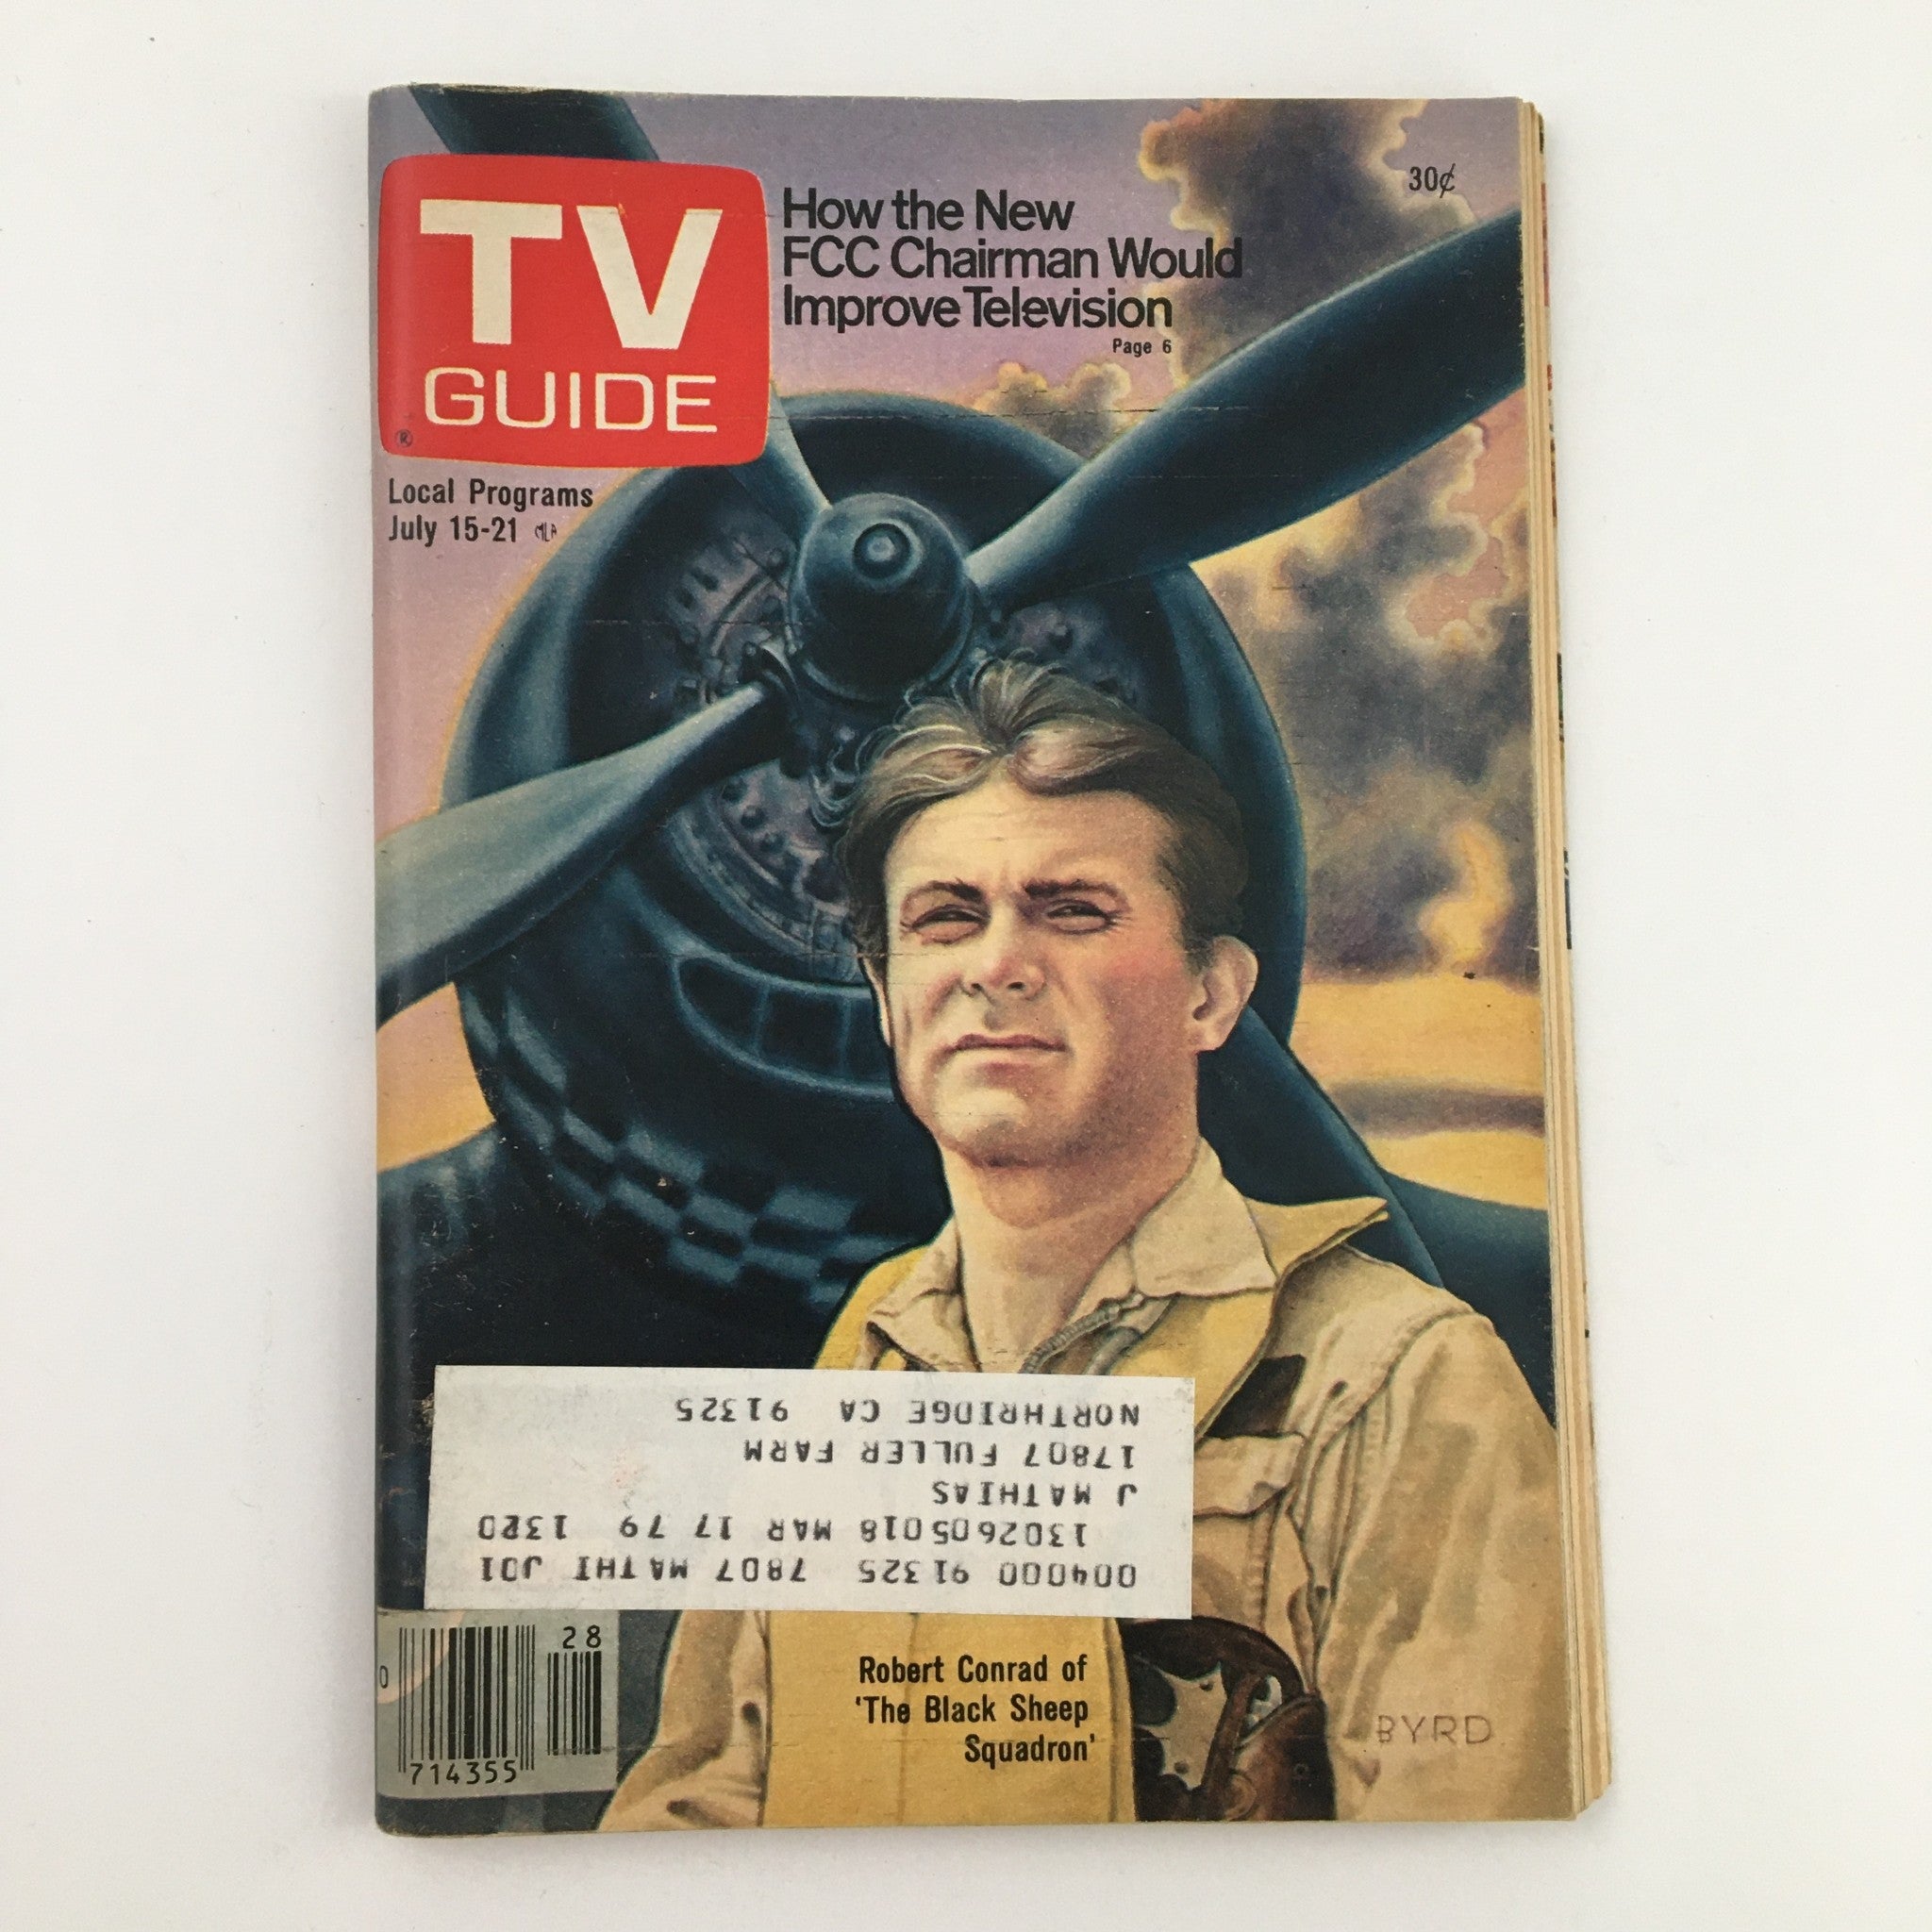 TV
GUIDE
®
How the New
FCC Chairman Would
Improve Television
Page 6
30¢
Local Programs
July 15-21 MLA
004000 91325 7807 MATHI J01
1302605018 MAR 17 79 1320
J MATHIAS
17807 FULLER FARM
NORTHRIDGE CA 91325
28
0
714355
Robert Conrad of
'The Black Sheep
Squadron'
BYRD